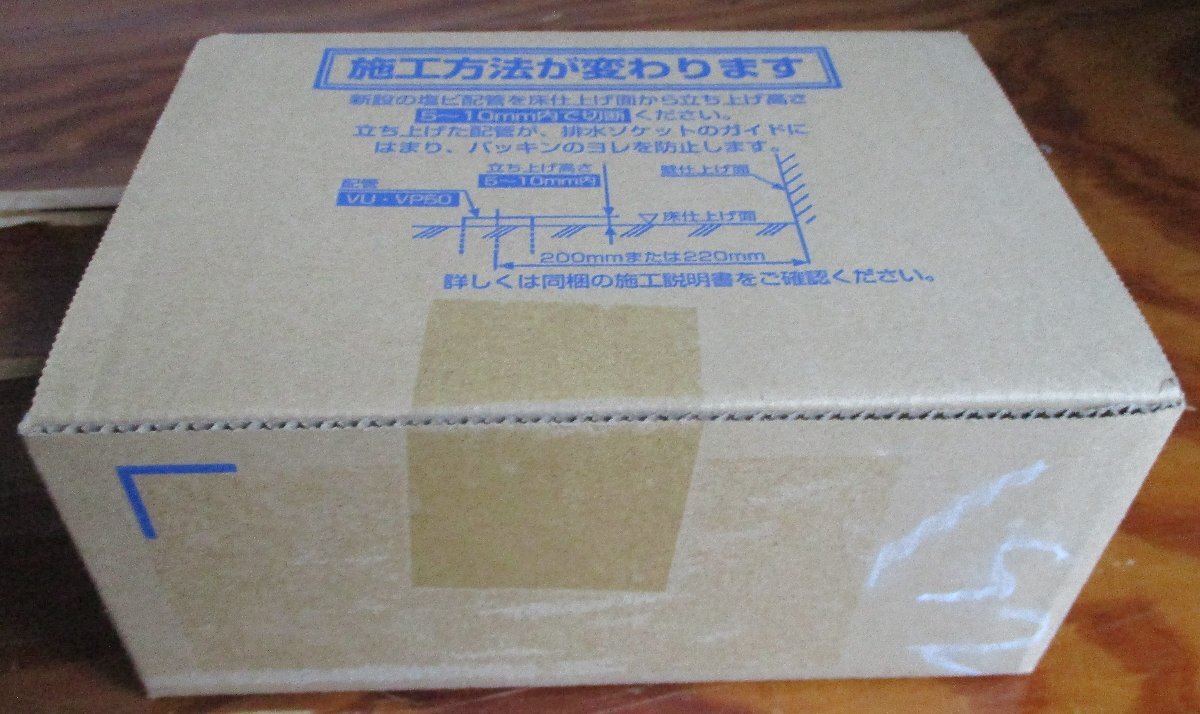 施工方法が変わります
新設の塩ビ配管を床仕上げ面から立ち上げ高さ
5～10mm内で切断ください。
立ち上げた配管が、排水ソケットのガイドに
はまり、パッキンのヨレを防止します。
立ち上げ高さ
5～10mm内
壁仕上げ面
配管
VU・VP50
床仕上げ面
200mmまたは220mm
詳しくは同梱の施工説明書をご確認ください。